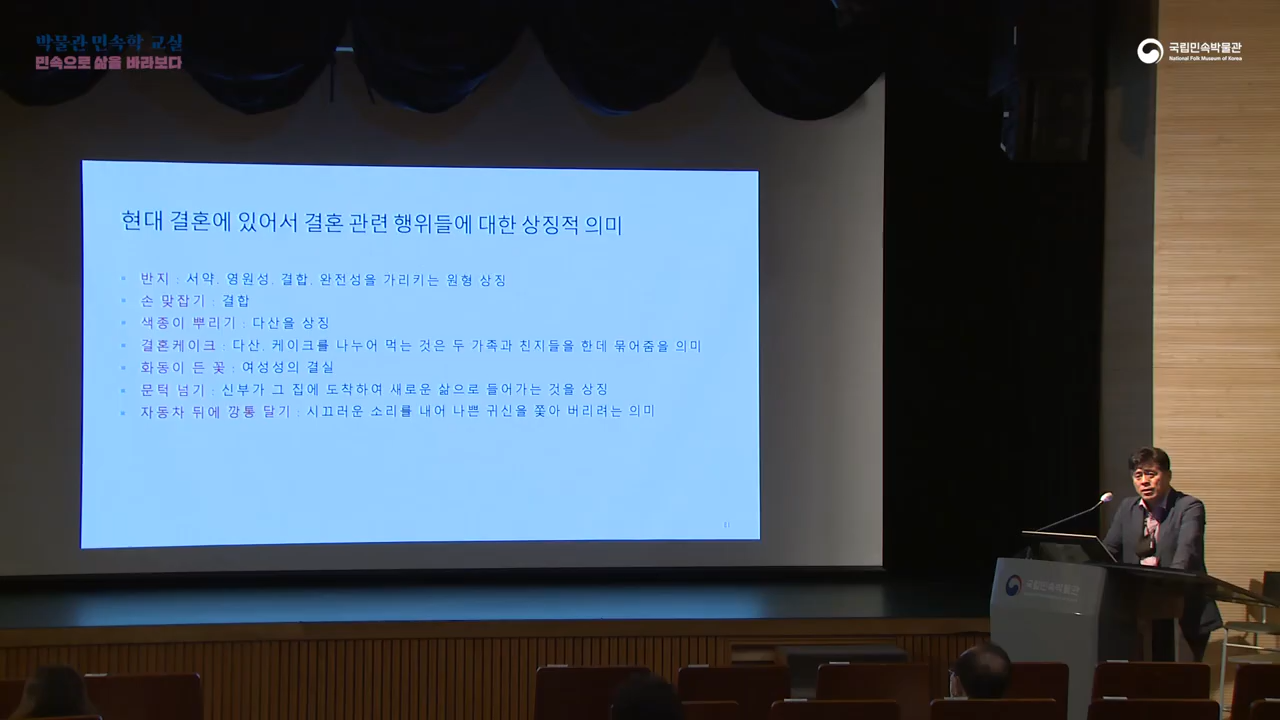 박물관 민속학 교실
민속으로 삶을 바라보다
국립민속박물관
National Folk Museum of Korea
현대 결혼에 있어서 결혼 관련 행위들에 대한 상징적 의미
반지 : 서약, 영원성, 결합, 완전성을 가리키는 원형 상징
손 맞잡기 : 결합
색종이 뿌리기 : 다산을 상징
결혼케이크 : 다산, 케이크를 나누어 먹는 것은 두 가족과 친지들을 한데 묶어줌을 의미
화동이 든 꽃 : 여성성의 결실
문턱 넘기 : 신부가 그 집에 도착하여 새로운 삶으로 들어가는 것을 상징
자동차 뒤에 깡통 달기 : 시끄러운 소리를 내어 나쁜 귀신을 쫓아 버리려는 의미
11
국립민속박물관